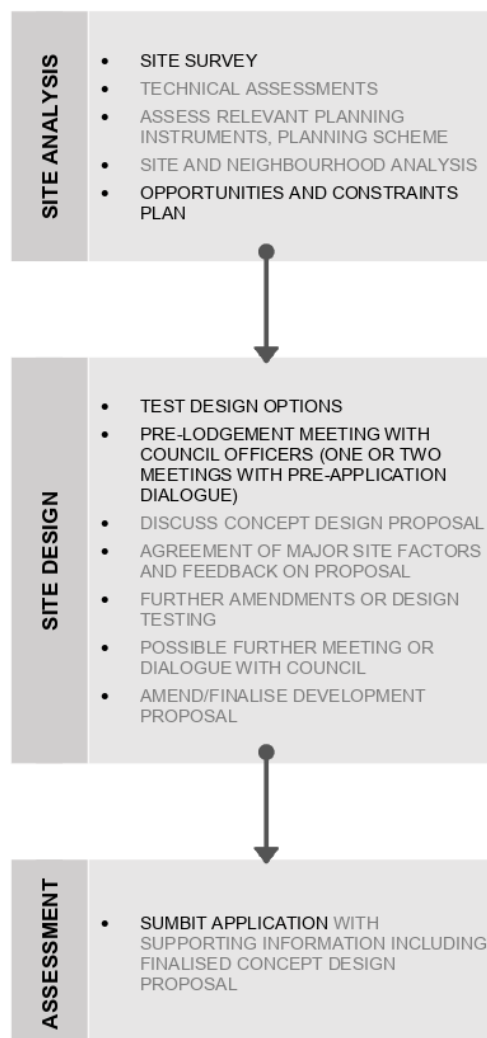 SITE ANALYSIS
SITE SURVEY
TECHNICAL ASSESSMENTS
ASSESS RELEVANT PLANNING
INSTRUMENTS, PLANNING SCHEME
SITE AND NEIGHBOURHOOD ANALYSIS
OPPORTUNITIES AND CONSTRAINTS
PLAN
SITE DESIGN
TEST DESIGN OPTIONS
PRE-LODGEMENT MEETING WITH
COUNCIL OFFICERS (ONE OR TWO
MEETINGS WITH PRE-APPLICATION
DIALOGUE)
DISCUSS CONCEPT DESIGN PROPOSAL
AGREEMENT OF MAJOR SITE FACTORS
AND FEEDBACK ON PROPOSAL
FURTHER AMENDMENTS OR DESIGN
TESTING
POSSIBLE FURTHER MEETING OR
DIALOGUE WITH COUNCIL
AMEND/FINALISE DEVELOPMENT
PROPOSAL
ASSESSMENT
SUMBIT APPLICATION WITH
SUPPORTING INFORMATION INCLUDING
FINALISED CONCEPT DESIGN
PROPOSAL